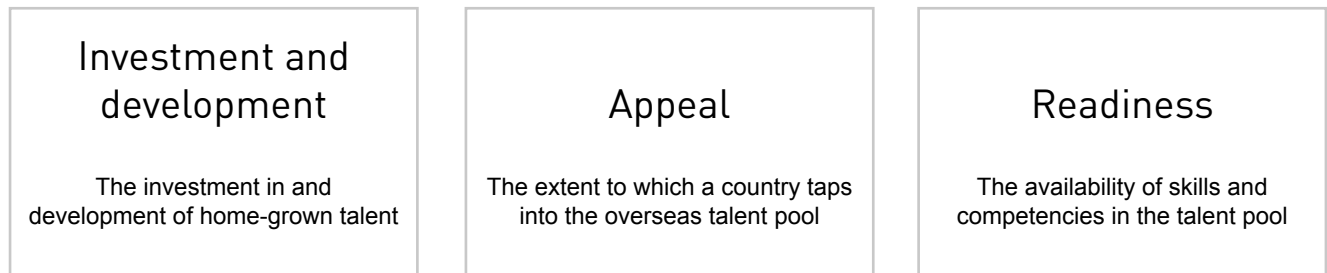 Investment and
development
The investment in and
development of home-grown talent
Appeal
The extent to which a country taps
into the overseas talent pool
Readiness
The availability of skills and
competencies in the talent pool